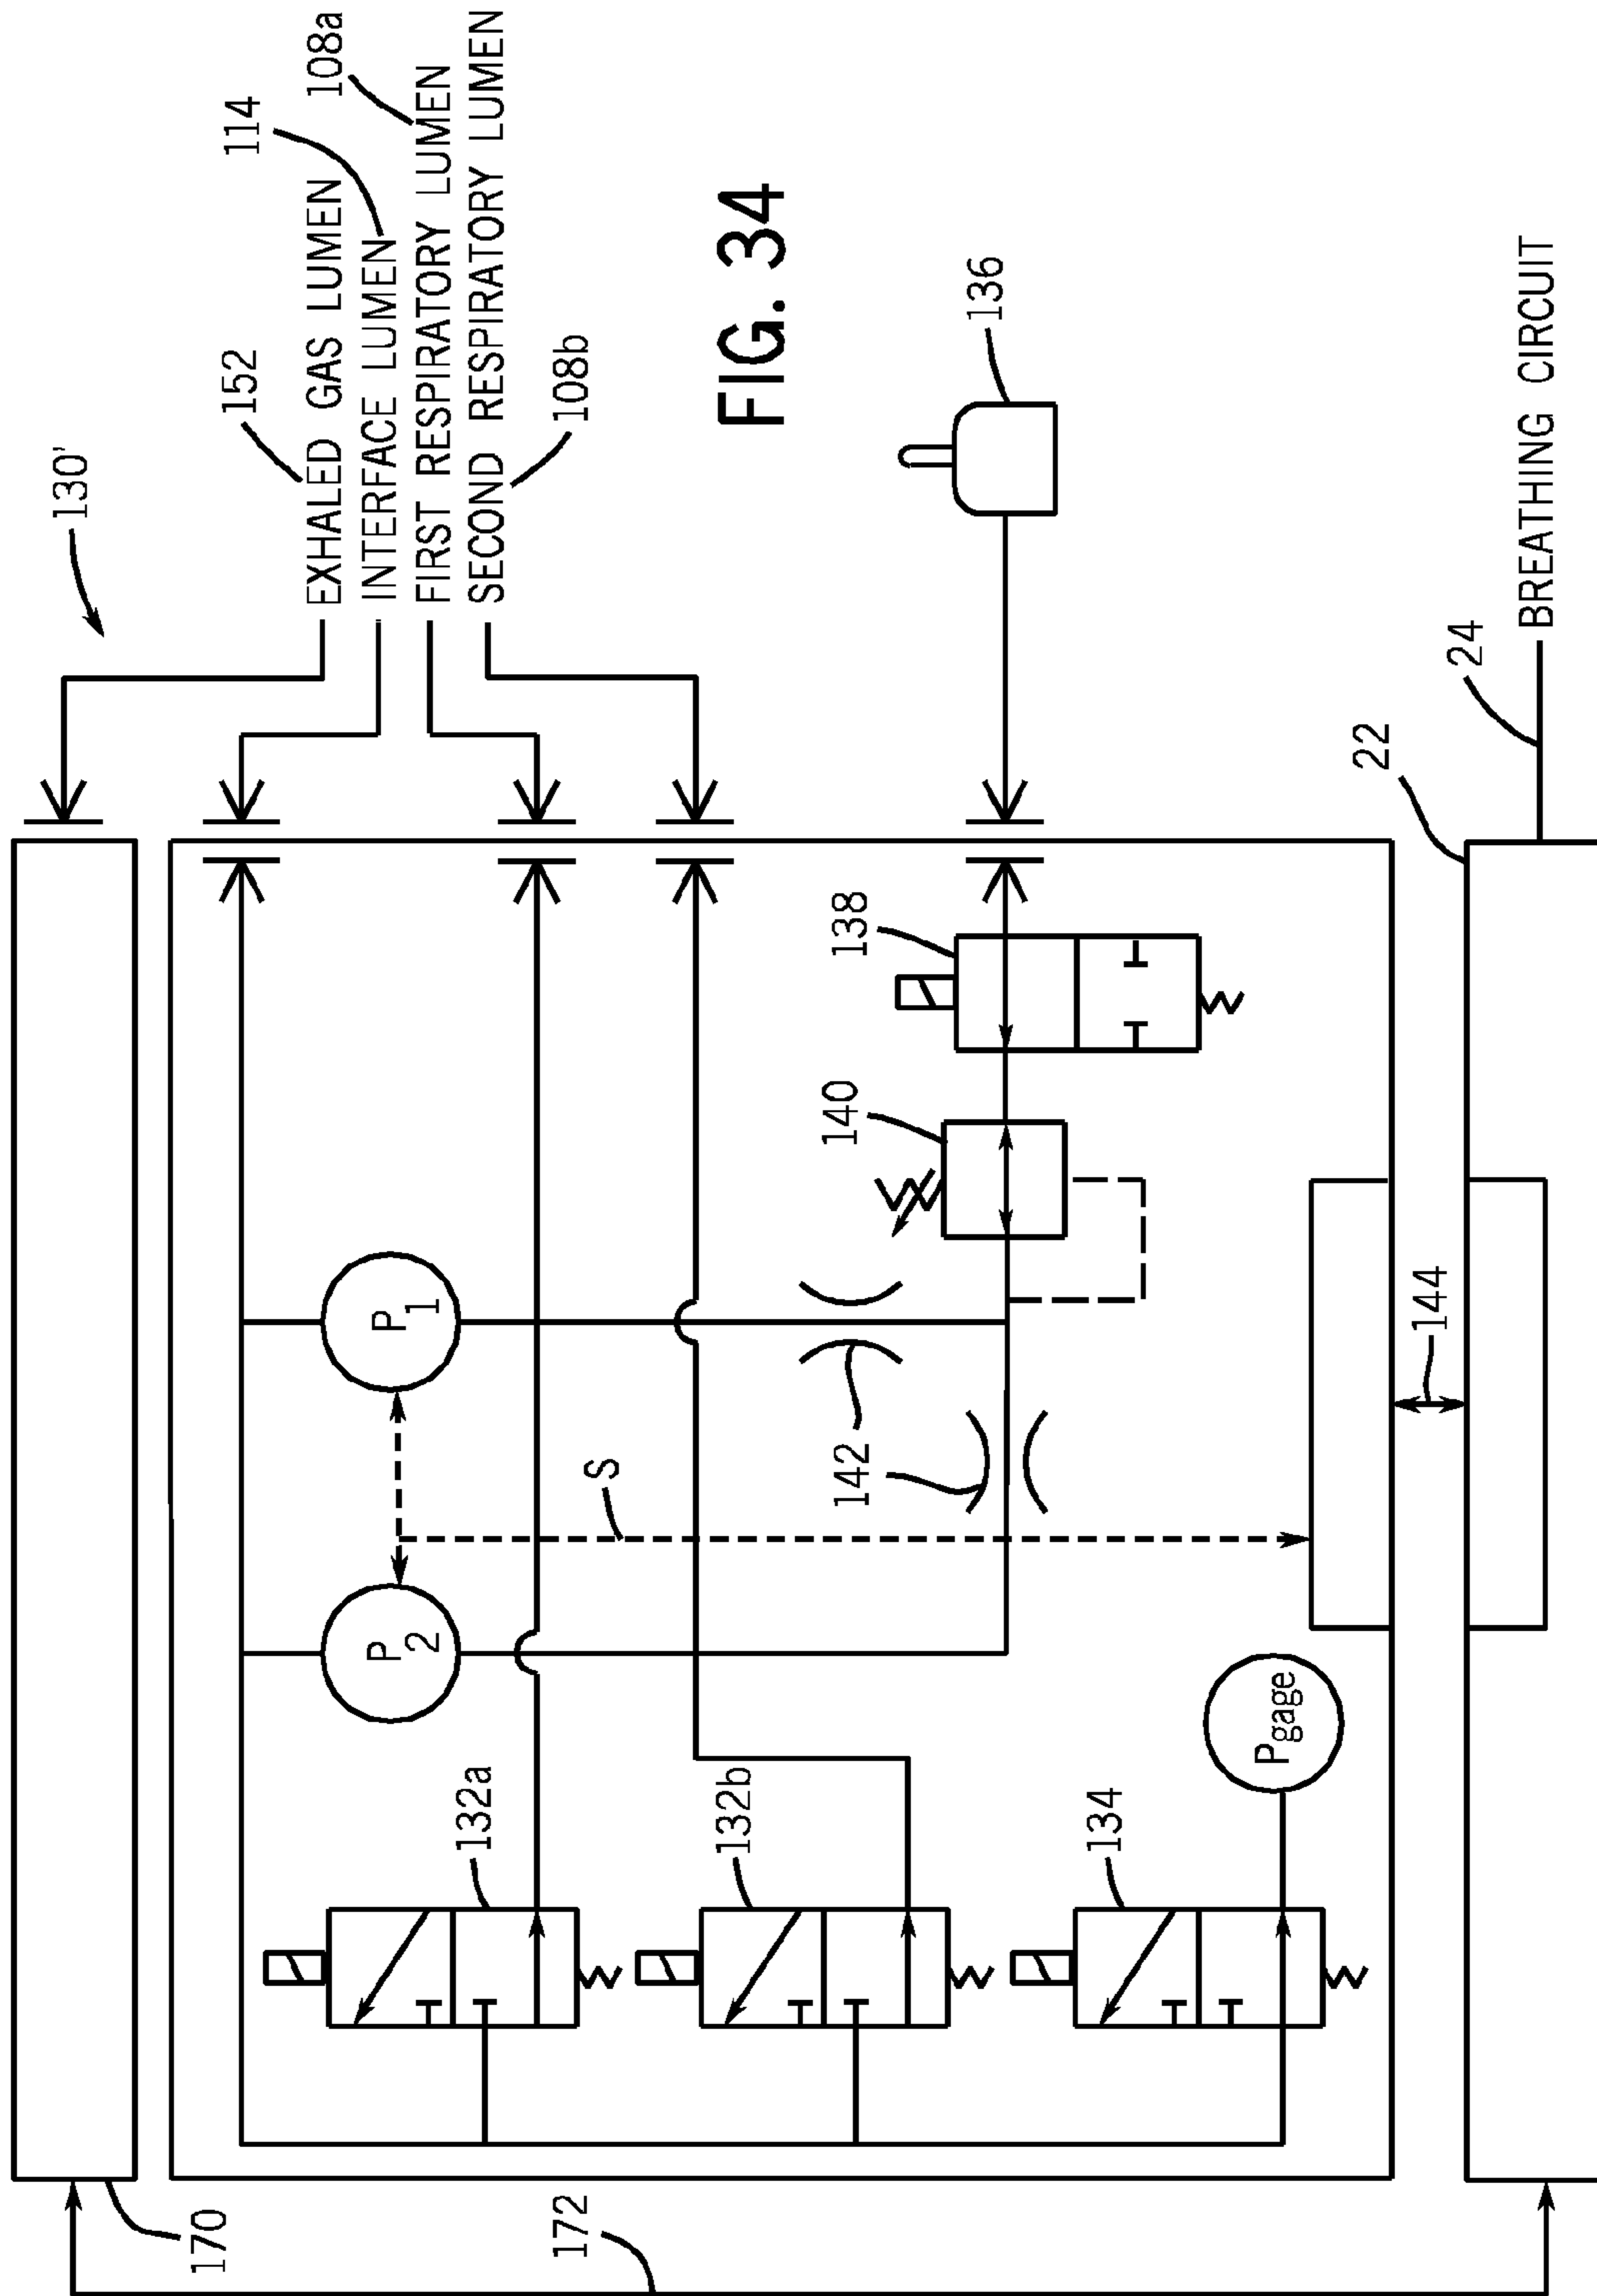 130'
152
EXHALED GAS LUMEN
114
INTERFACE LUMEN
108a
FIRST RESPIRATORY LUMEN
SECOND RESPIRATORY LUMEN
108b
FIG. 34
136
P1
P2
S
138
140
142
132a
132b
134
Pgage
144
22
24
BREATHING CIRCUIT
170
172